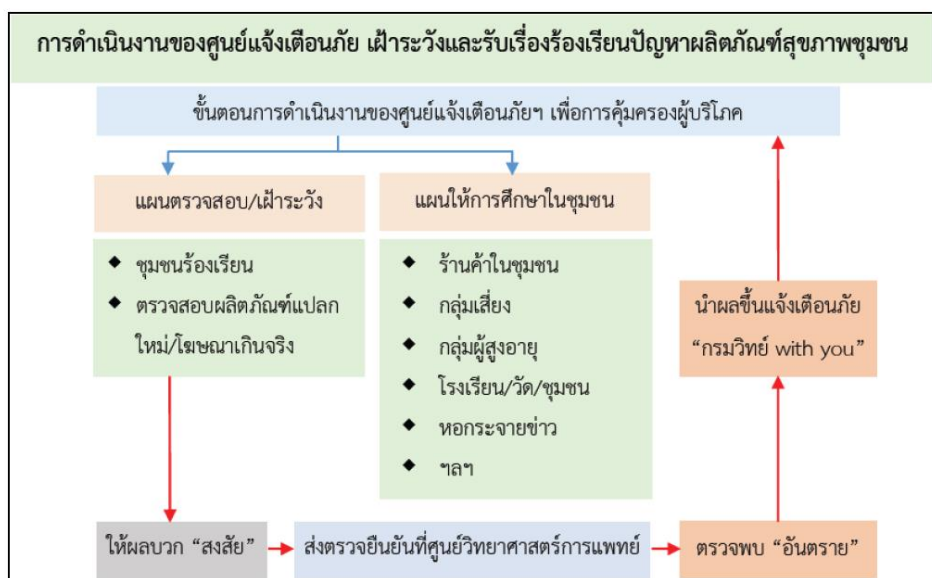 การดำเนินงานของศูนย์แจ้งเตือนภัย เฝ้าระวังและรับเรื่องร้องเรียนปัญหาผลิตภัณฑ์สุขภาพชุมชน
ขั้นตอนการดำเนินงานของศูนย์แจ้งเตือนภัยฯ เพื่อการคุ้มครองผู้บริโภค
แผนตรวจสอบ/เฝ้าระวัง
◆ ชุมชนร้องเรียน
◆ ตรวจสอบผลิตภัณฑ์แปลก
ใหม่/โฆษณาเกินจริง
แผนให้การศึกษาในชุมชน
◆ ร้านค้าในชุมชน
◆ กลุ่มเสี่ยง
◆ กลุ่มผู้สูงอายุ
◆ โรงเรียน/วัด/ชุมชน
◆ หอกระจายข่าว
◆ ฯลฯ
นำผลขึ้นแจ้งเตือนภัย
“กรมวิทย์ with you”
ให้ผลบวก “สงสัย”
ส่งตรวจยืนยันที่ศูนย์วิทยาศาสตร์การแพทย์
ตรวจพบ “อันตราย”